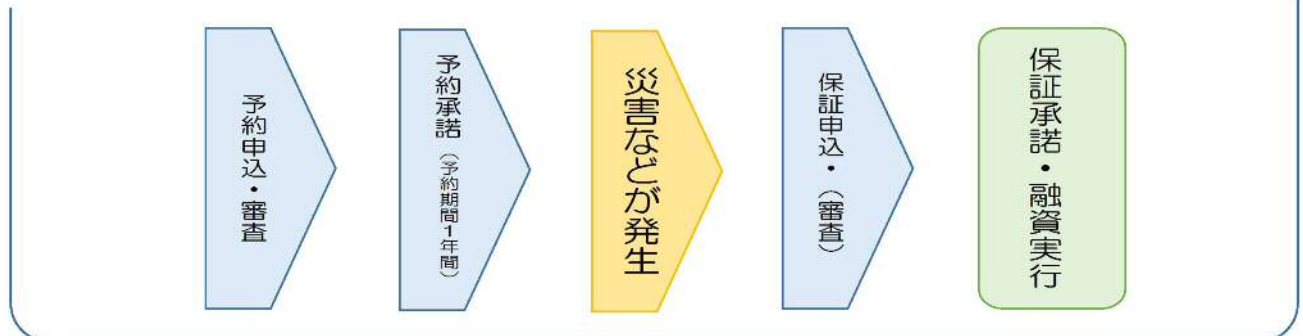 予約申込・審査
予約承諾（予約期間1年間）
災害などが発生
保証申込・（審査）
保証承諾・融資実行